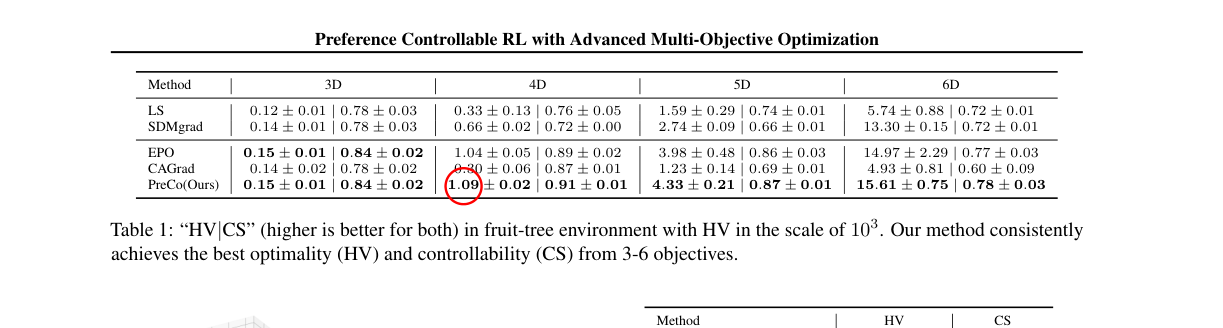 Preference Controllable RL with Advanced Multi-Objective Optimization
Method | 3D | 4D | 5D | 6D
LS | 0.12 ± 0.01 | 0.78 ± 0.03 | 0.33 ± 0.13 | 0.76 ± 0.05 | 1.59 ± 0.29 | 0.74 ± 0.01 | 5.74 ± 0.88 | 0.72 ± 0.01
SDMgrad | 0.14 ± 0.01 | 0.78 ± 0.03 | 0.66 ± 0.02 | 0.72 ± 0.00 | 2.74 ± 0.09 | 0.66 ± 0.01 | 13.30 ± 0.15 | 0.72 ± 0.01
EPO | 0.15 ± 0.01 | 0.84 ± 0.02 | 1.04 ± 0.05 | 0.89 ± 0.02 | 3.98 ± 0.48 | 0.86 ± 0.03 | 14.97 ± 2.29 | 0.77 ± 0.03
CAGrad | 0.14 ± 0.02 | 0.78 ± 0.02 | 0.30 ± 0.06 | 0.87 ± 0.01 | 1.23 ± 0.14 | 0.69 ± 0.01 | 4.93 ± 0.81 | 0.60 ± 0.09
PreCo(Ours) | 0.15 ± 0.01 | 0.84 ± 0.02 | 1.09 ± 0.02 | 0.91 ± 0.01 | 4.33 ± 0.21 | 0.87 ± 0.01 | 15.61 ± 0.75 | 0.78 ± 0.03
Table 1: “HV|CS” (higher is better for both) in fruit-tree environment with HV in the scale of 10³. Our method consistently
achieves the best optimality (HV) and controllability (CS) from 3-6 objectives.
Method | HV | CS